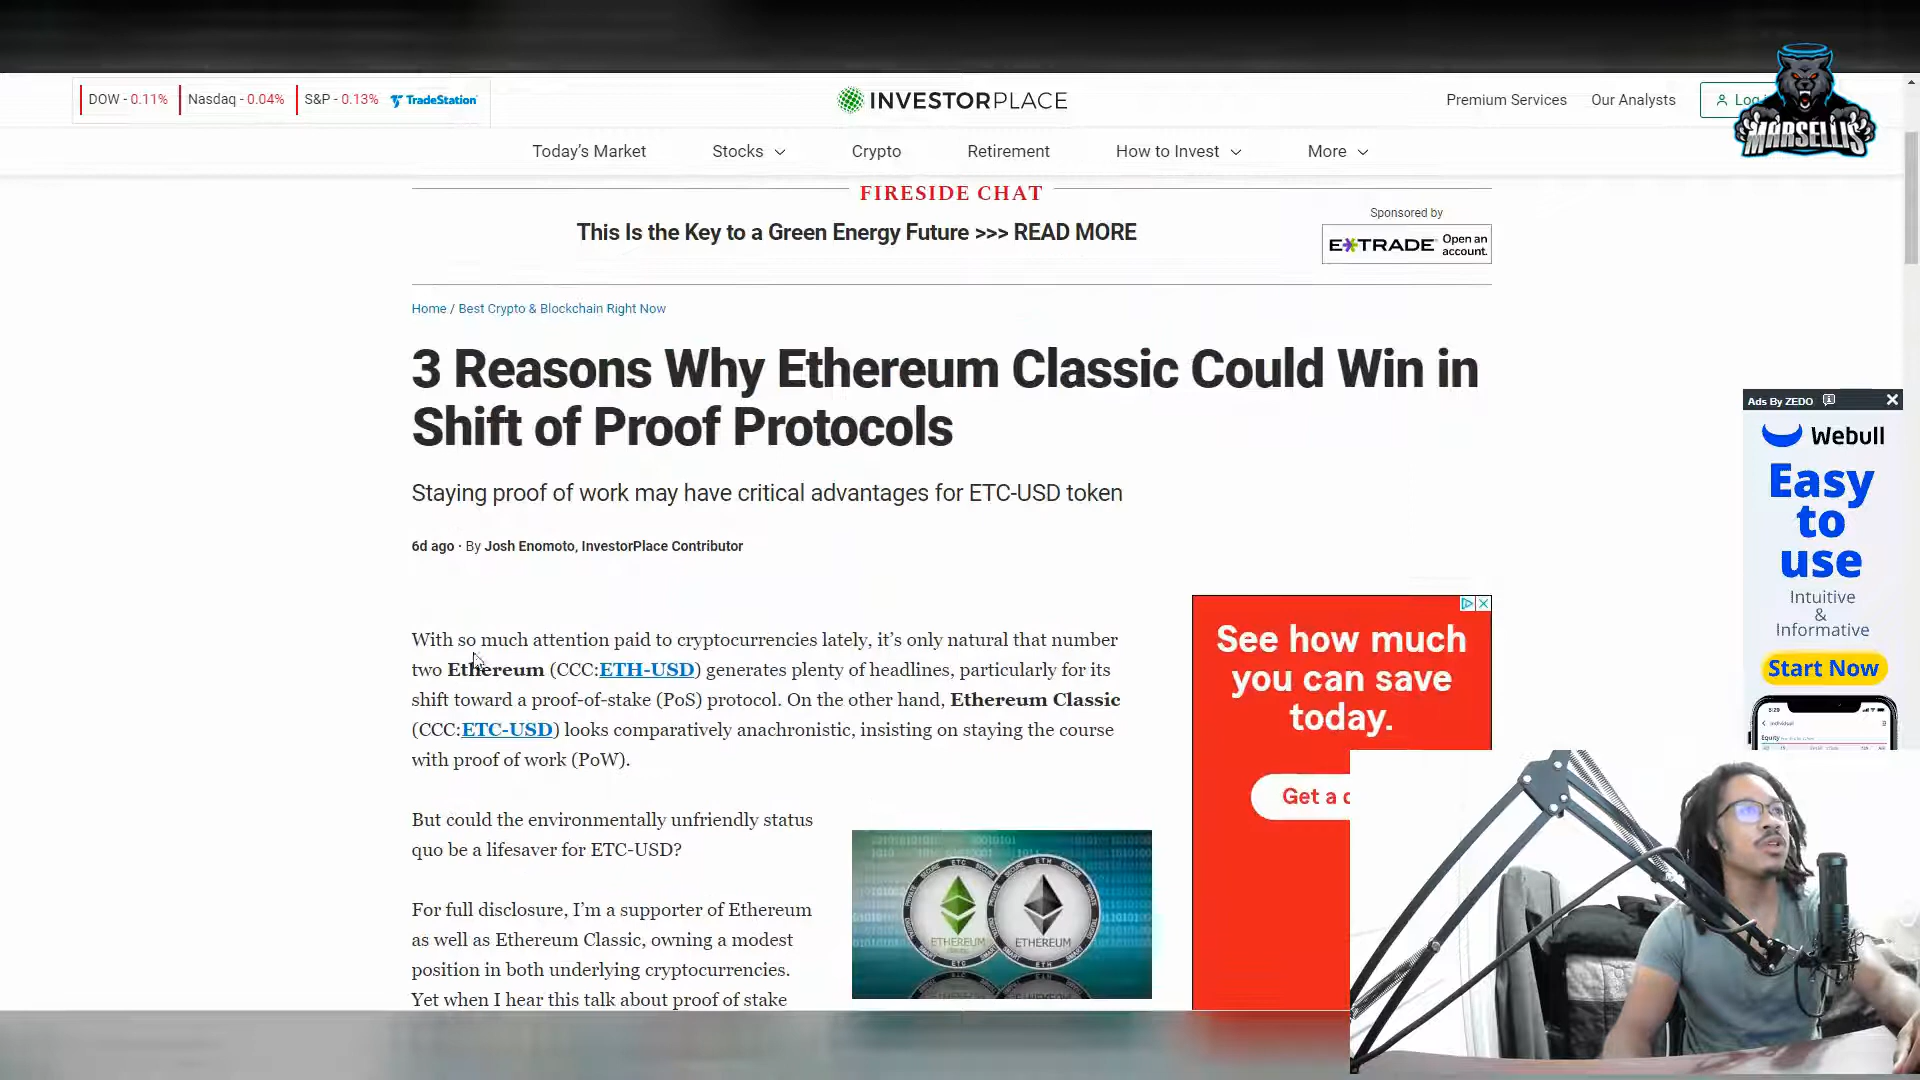 DOW - 0.11% Nasdaq - 0.04% S&P - 0.13% TradeStation
INVESTORPLACE
Premium Services Our Analysts Log
MARSELLIS
Today's Market Stocks Crypto Retirement How to Invest More
FIRESIDE CHAT
This Is the Key to a Green Energy Future >>> READ MORE
Sponsored by
E*TRADE Open an
account.
Home / Best Crypto & Blockchain Right Now
3 Reasons Why Ethereum Classic Could Win in
Shift of Proof Protocols
Staying proof of work may have critical advantages for ETC-USD token
6d ago · By Josh Enomoto, InvestorPlace Contributor
With so much attention paid to cryptocurrencies lately, it's only natural that number
two Ethereum (CCC:ETH-USD) generates plenty of headlines, particularly for its
shift toward a proof-of-stake (PoS) protocol. On the other hand, Ethereum Classic
(CCC:ETC-USD) looks comparatively anachronistic, insisting on staying the course
with proof of work (PoW).
But could the environmentally unfriendly status
quo be a lifesaver for ETC-USD?
For full disclosure, I'm a supporter of Ethereum
as well as Ethereum Classic, owning a modest
position in both underlying cryptocurrencies.
Yet when I hear this talk about proof of stake
ETHEREUM
ETHEREUM
See how much
you can save
today.
Get a
Ads By ZEDO
Webull
Easy
to
use
Intuitive
&
Informative
Start Now
Equity